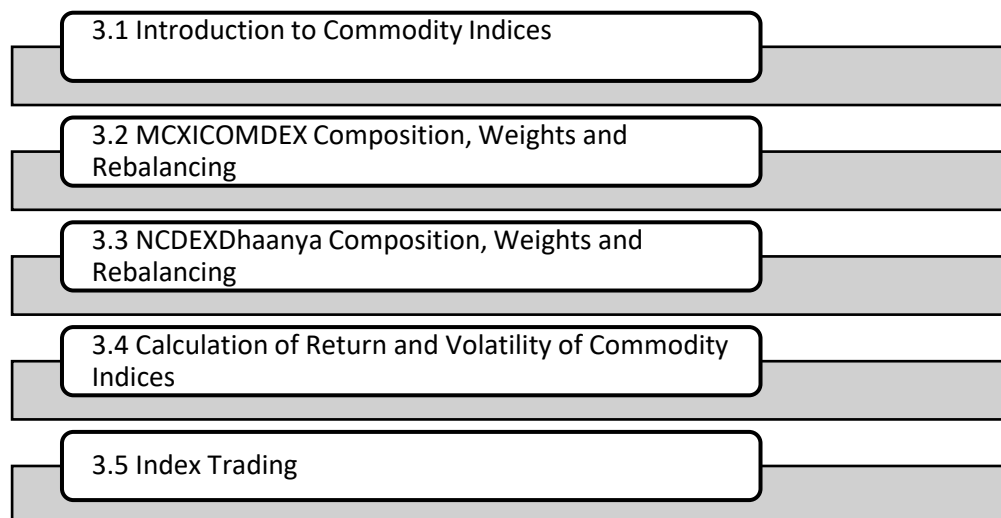 3.1 Introduction to Commodity Indices
3.2 MCXICOMDEX Composition, Weights and
Rebalancing
3.3 NCDEXDhaanya Composition, Weights and
Rebalancing
3.4 Calculation of Return and Volatility of Commodity
Indices
3.5 Index Trading